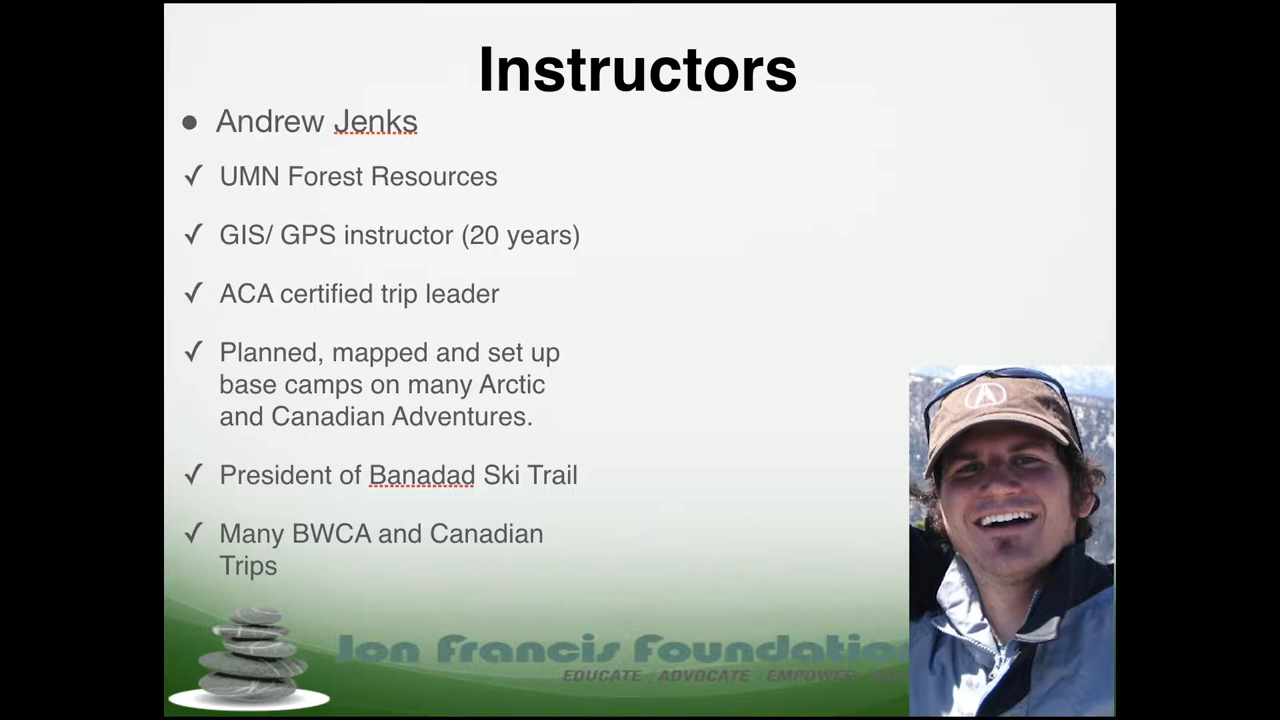 Instructors
• Andrew Jenks
✓ UMN Forest Resources
✓ GIS/ GPS instructor (20 years)
✓ ACA certified trip leader
✓ Planned, mapped and set up
base camps on many Arctic
and Canadian Adventures.
✓ President of Banadad Ski Trail
✓ Many BWCA and Canadian
Trips
Jon Francis Foundation
EDUCATE ADVOCATE EMPOWER